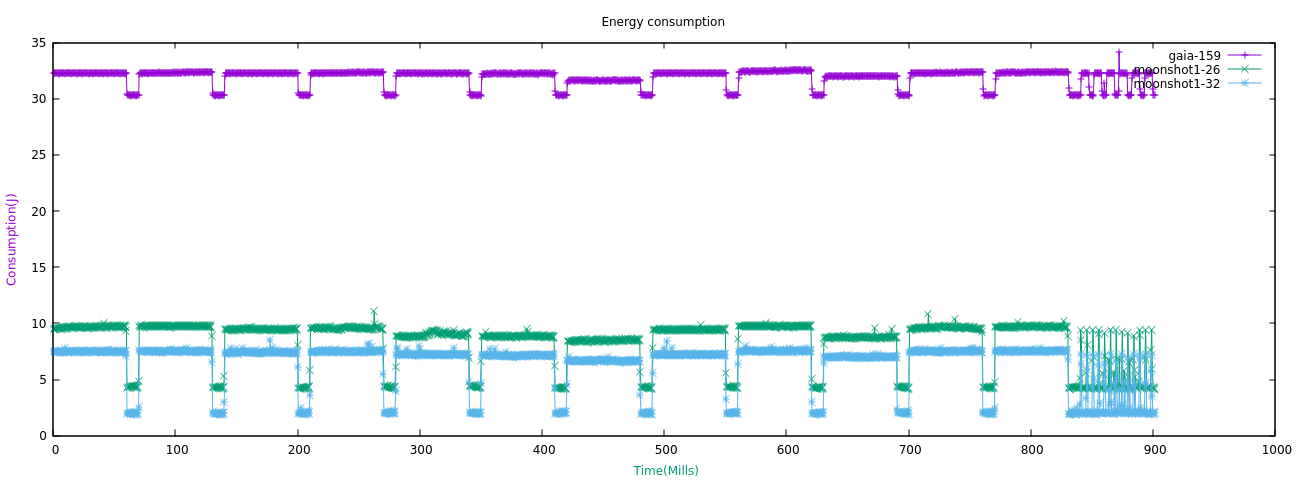 Energy consumption
35
30
25
20
15
10
5
0
Consumption(J)
gaia-159
moonshot1-26
moonshot1-32
0 100 200 300 400 500 600 700 800 900 1000
Time(Mills)